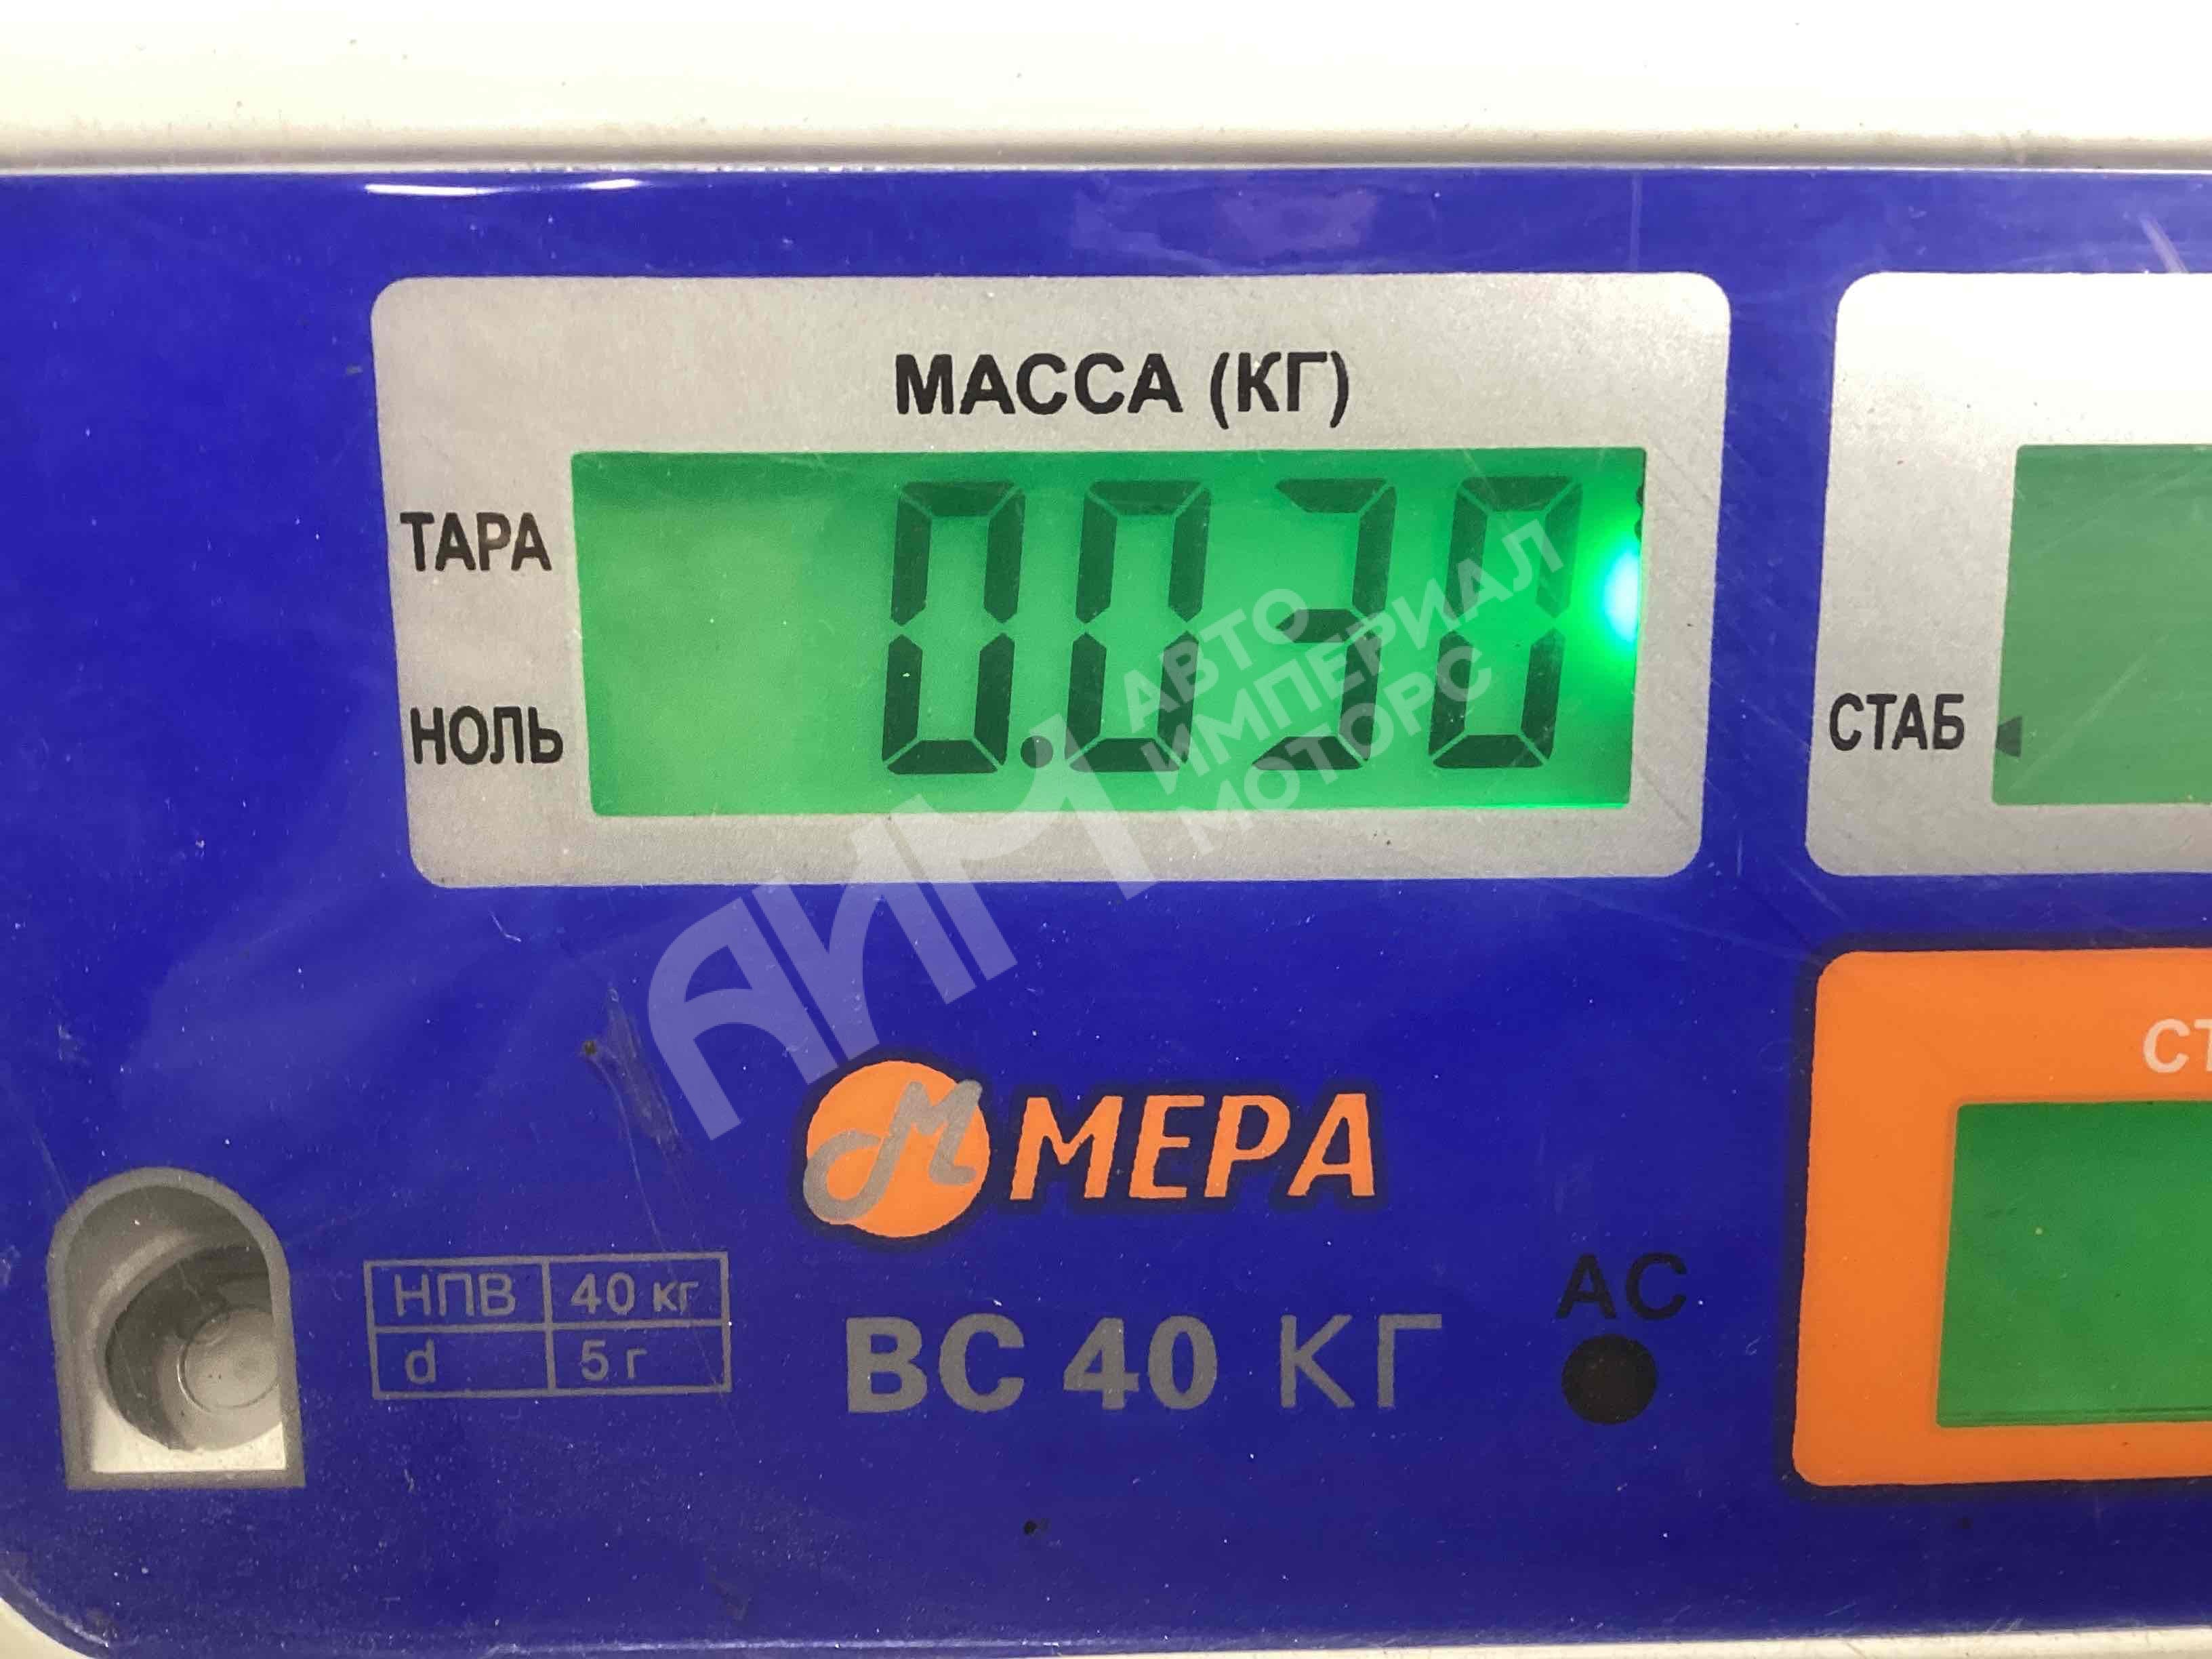 МАССА (КГ)
ТАРА
0.030
НОЛЬ
СТАБ
АИМ АВТО
ИМПЕРИАЛ
МОТОРС
М МЕРА
НПВ 40 кг
d 5 г
ВС 40 КГ
АС